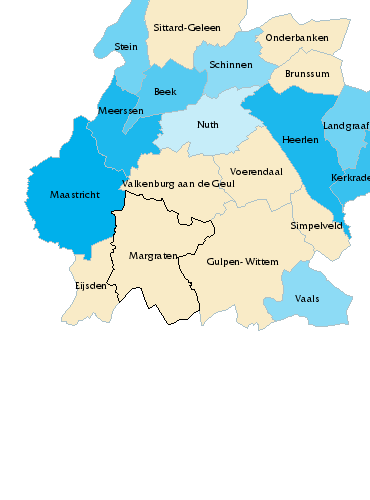 Sittard-Geleen
Onderbanken
Stein
Schinnen
Brunssum
Beek
Meerssen
Nuth
Landgraaf
Heerlen
Voerendaal
Kerkrade
Valkenburg aan de Geul
Maastricht
Simpelveld
Margraten
Gulpen- Wittem
Eijsden
Vaals